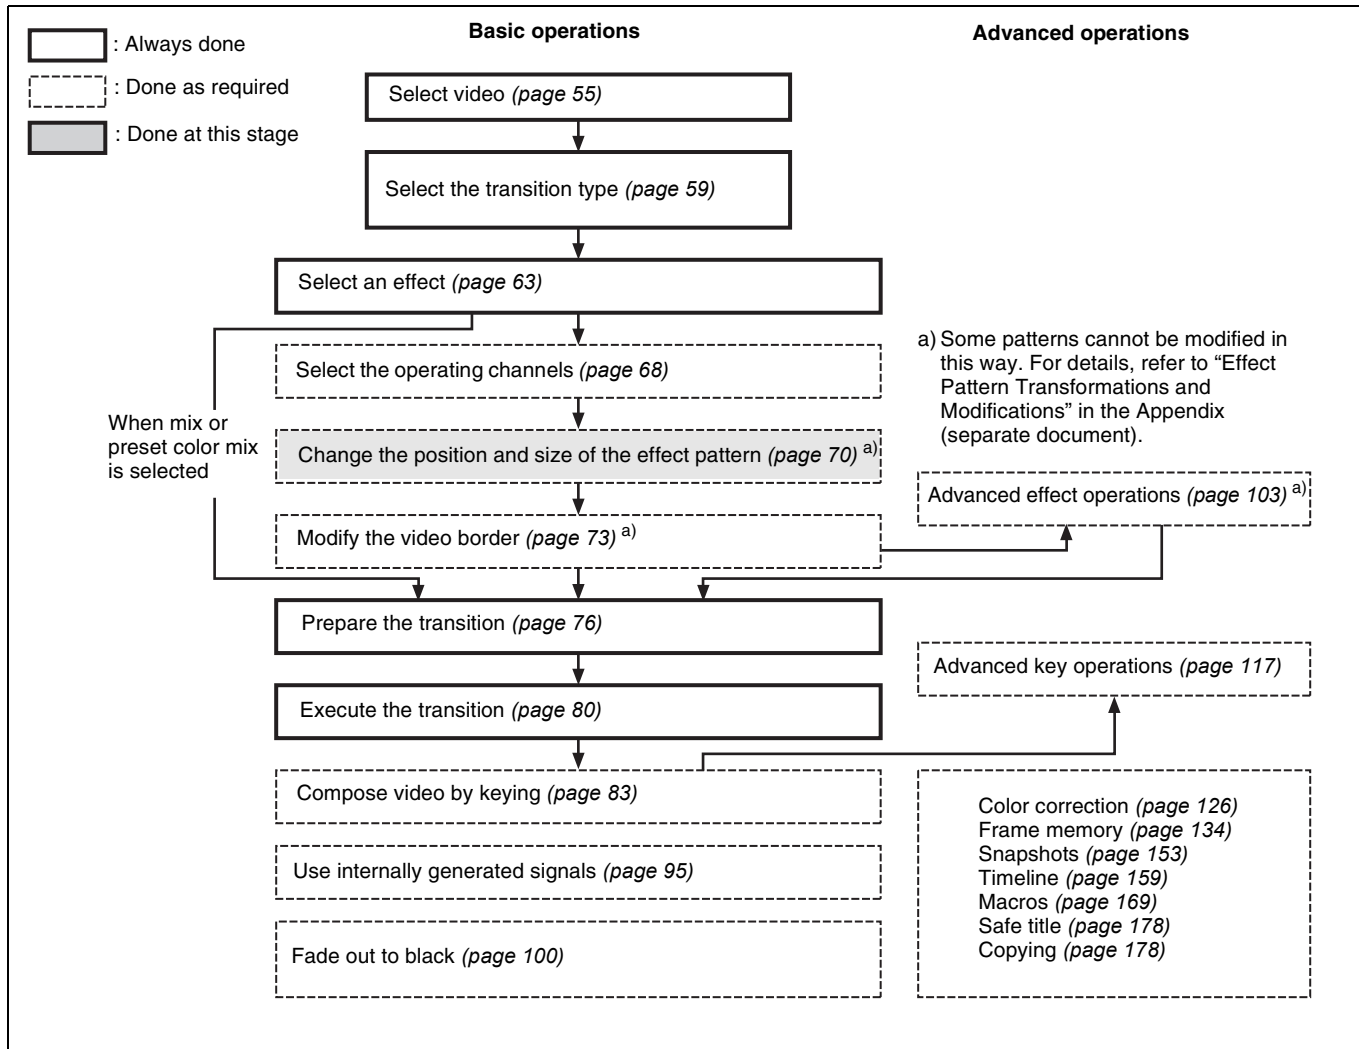 Basic operations
Advanced operations
: Always done
: Done as required
: Done at this stage
Select video (page 55)
Select the transition type (page 59)
Select an effect (page 63)
Select the operating channels (page 68)
When mix or
preset color mix
is selected
Change the position and size of the effect pattern (page 70) a)
Modify the video border (page 73) a)
a) Some patterns cannot be modified in
this way. For details, refer to “Effect
Pattern Transformations and
Modifications” in the Appendix
(separate document).
Advanced effect operations (page 103) a)
Prepare the transition (page 76)
Execute the transition (page 80)
Advanced key operations (page 117)
Compose video by keying (page 83)
Use internally generated signals (page 95)
Fade out to black (page 100)
Color correction (page 126)
Frame memory (page 134)
Snapshots (page 153)
Timeline (page 159)
Macros (page 169)
Safe title (page 178)
Copying (page 178)